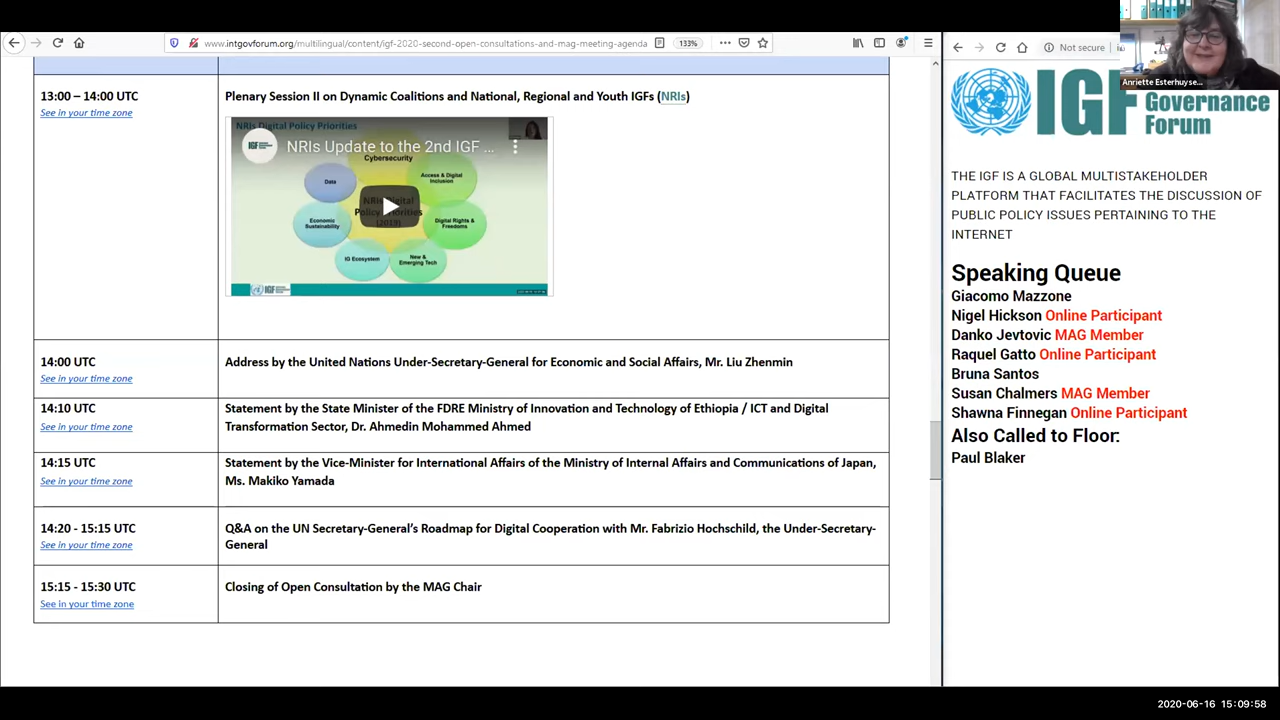 www.intgovforum.org/multilingual/content/igf-2020-second-open-consultations-and-mag-meeting-agenda
133%
Not secure
Anriette Esterhuyse...
13:00 – 14:00 UTC
See in your time zone
Plenary Session II on Dynamic Coalitions and National, Regional and Youth IGFs (NRIs)
NRIs Digital Policy Priorities
IGF
NRIs Update to the 2nd IGF ...
Cybersecurity
Data
Access & Digital
Inclusion
Economic
Sustainability
Digital Rights &
Freedoms
IG Ecosystem
New &
Emerging Tech
IGF
14:00 UTC
See in your time zone
Address by the United Nations Under-Secretary-General for Economic and Social Affairs, Mr. Liu Zhenmin
14:10 UTC
See in your time zone
Statement by the State Minister of the FDRE Ministry of Innovation and Technology of Ethiopia / ICT and Digital
Transformation Sector, Dr. Ahmedin Mohammed Ahmed
14:15 UTC
See in your time zone
Statement by the Vice-Minister for International Affairs of the Ministry of Internal Affairs and Communications of Japan,
Ms. Makiko Yamada
14:20 - 15:15 UTC
See in your time zone
Q&A on the UN Secretary-General’s Roadmap for Digital Cooperation with Mr. Fabrizio Hochschild, the Under-Secretary-
General
15:15 - 15:30 UTC
See in your time zone
Closing of Open Consultation by the MAG Chair
IGF
Governance
Forum
THE IGF IS A GLOBAL MULTISTAKEHOLDER
PLATFORM THAT FACILITATES THE DISCUSSION OF
PUBLIC POLICY ISSUES PERTAINING TO THE
INTERNET
Speaking Queue
Giacomo Mazzone
Nigel Hickson Online Participant
Danko Jevtovic MAG Member
Raquel Gatto Online Participant
Bruna Santos
Susan Chalmers MAG Member
Shawna Finnegan Online Participant
Also Called to Floor:
Paul Blaker
2020-06-16 15:09:58